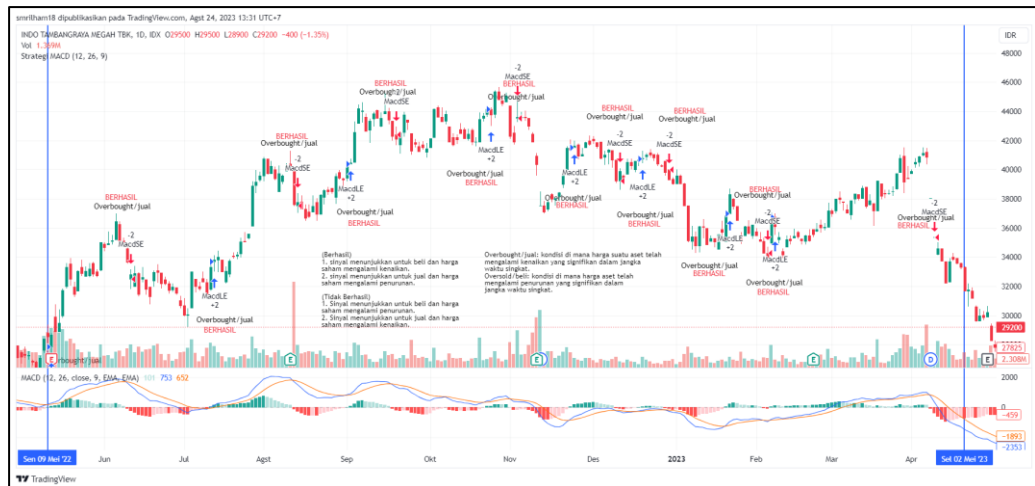 smrilham18 dipublikasikan pada TradingView.com, Agst 24, 2023 13:31 UTC+7
INDO TAMBANGRAYA MEGAH TBK, 1D, IDX O29500 H29500 L28900 C29200 −400 (−1.35%)
IDR
Strategi MACD (12, 26, 9)
BERHASIL
Overbought/jual
-2
MacdSE
MacdLE
+2
Overbought/jual
BERHASIL
BERHASIL
Overbought/jual
-2
MacdSE
MacdLE
+2
Overbought/jual
BERHASIL
BERHASIL
-2
MacdSE
Overbought/jual
BERHASIL
-2
MacdSE
BERHASIL
Overbought/jual
MacdLE
+2
Overbought/jual
BERHASIL
BERHASIL
Overbought/jual
-2
MacdSE
BERHASIL
Overbought/jual
-2
MacdSE
MacdLE
+2
Overbought/jual
BERHASIL
MacdLE
+2
Overbought/jual
BERHASIL
MacdLE
+2
Overbought/jual
BERHASIL
BERHASIL
Overbought/jual
-2
MacdSE
MacdLE
+2
Overbought/jual
BERHASIL
BERHASIL
-2
MacdSE
Overbought/jual
(Berhasil)
1. sinyal menunjukkan untuk beli dan harga
saham mengalami kenaikan.
2. sinyal menunjukkan untuk jual dan harga
saham mengalami penurunan.
(Tidak Berhasil)
1. Sinyal menunjukkan untuk beli dan harga
saham mengalami penurunan.
2. Sinyal menunjukkan untuk jual dan harga
saham mengalami kenaikan.
Overbought/jual: kondisi di mana harga suatu aset telah
mengalami kenaikan yang signifikan dalam jangka
waktu singkat.
Oversold/beli: kondisi di mana harga aset telah
mengalami penurunan yang signifikan dalam
jangka waktu singkat.
46000
44000
42000
40000
38000
36000
34000
32000
30000
29200
27825
2.308M
E
E
E
E
D
E
MACD (12, 26, close, 9, EMA, EMA) 101 753 652
2000
0
-459
-1893
-2353
Sen 09 Mei '22
Jun
Jul
Agst
Sep
Okt
Nov
Des
2023
Feb
Mar
Apr
Sel 02 Mei '23
TradingView